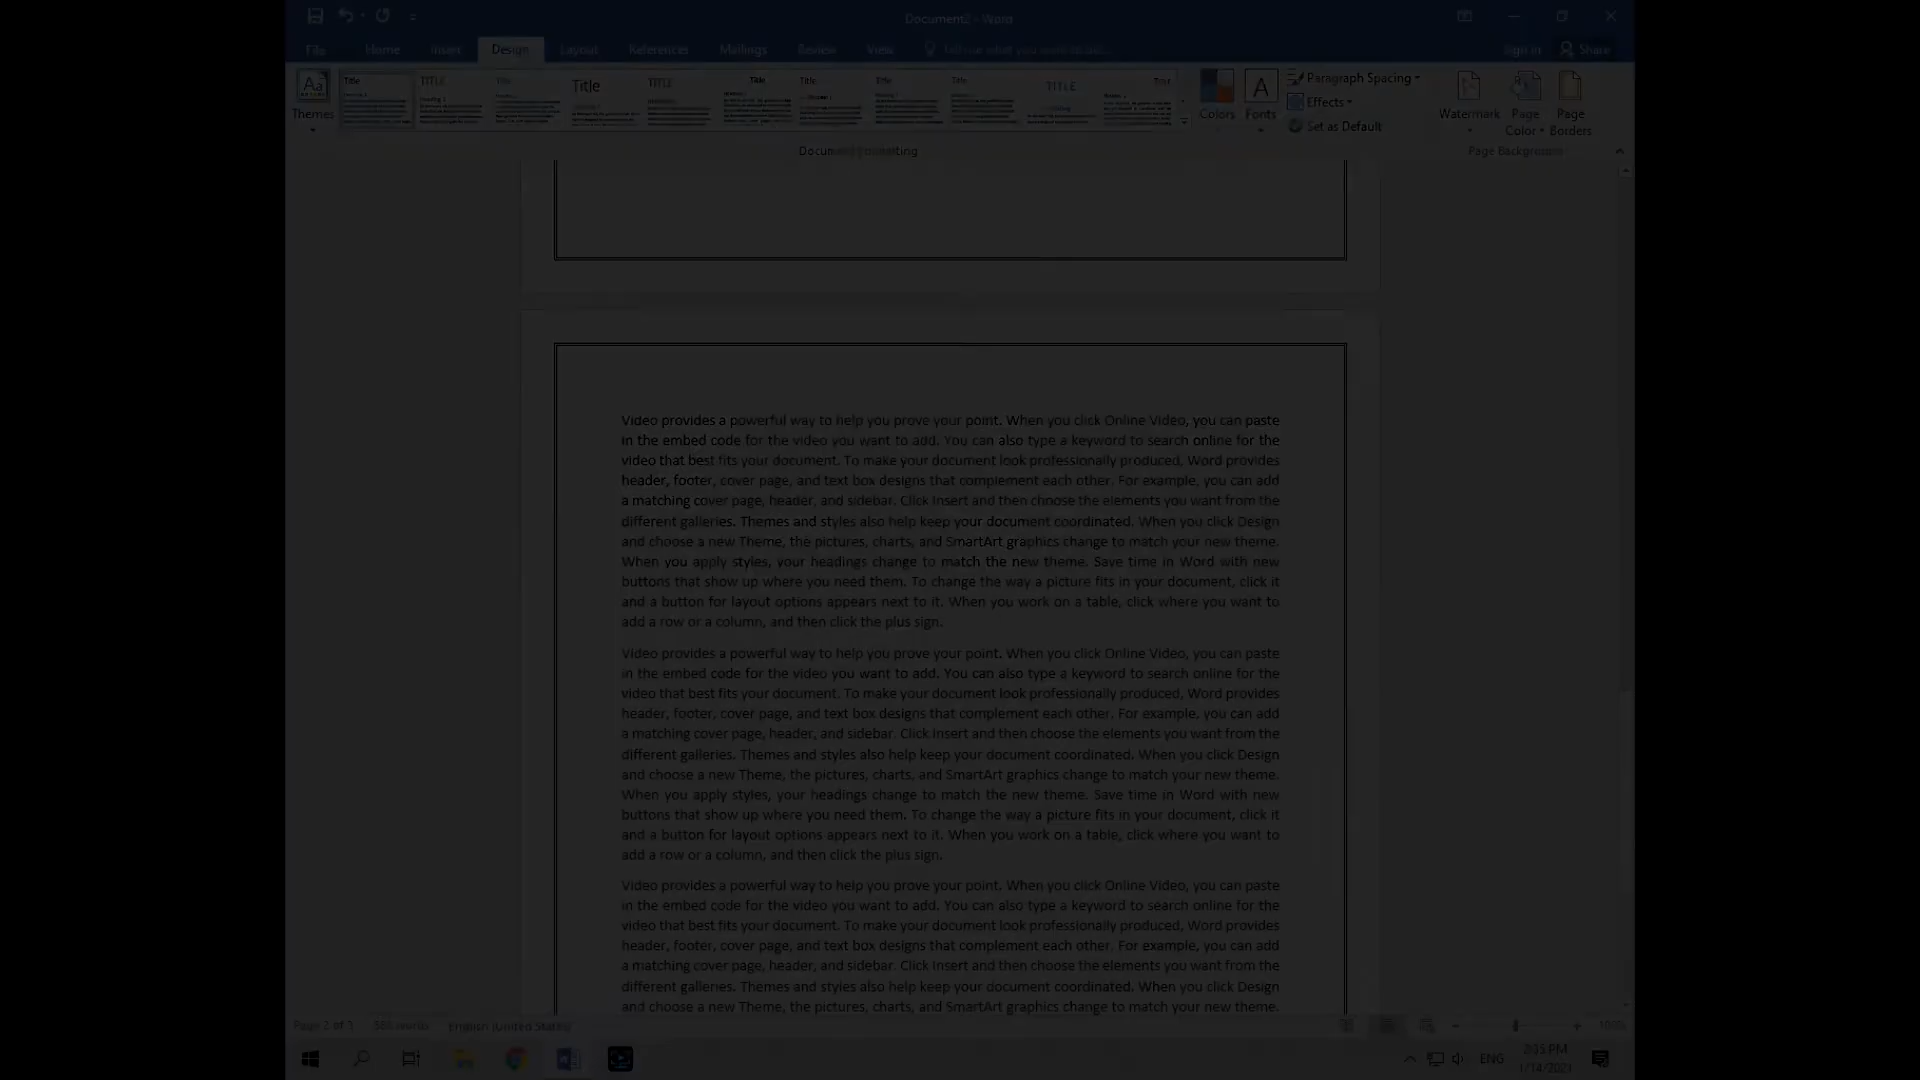 Document2 - Word
File Home Insert Design Layout References Mailings Review View Tell me what you want to do... Sign in Share
Themes
Title
TITLE
Title
Title
TITLE
Title
Title
Title
Title
TITLE
Title
Colors
Fonts
Paragraph Spacing
Effects
Set as Default
Watermark
Page Color
Page Borders
Document Formatting
Page Background
Video provides a powerful way to help you prove your point. When you click Online Video, you can paste
in the embed code for the video you want to add. You can also type a keyword to search online for the
video that best fits your document. To make your document look professionally produced, Word provides
header, footer, cover page, and text box designs that complement each other. For example, you can add
a matching cover page, header, and sidebar. Click Insert and then choose the elements you want from the
different galleries. Themes and styles also help keep your document coordinated. When you click Design
and choose a new Theme, the pictures, charts, and SmartArt graphics change to match your new theme.
When you apply styles, your headings change to match the new theme. Save time in Word with new
buttons that show up where you need them. To change the way a picture fits in your document, click it
and a button for layout options appears next to it. When you work on a table, click where you want to
add a row or a column, and then click the plus sign.
Video provides a powerful way to help you prove your point. When you click Online Video, you can paste
in the embed code for the video you want to add. You can also type a keyword to search online for the
video that best fits your document. To make your document look professionally produced, Word provides
header, footer, cover page, and text box designs that complement each other. For example, you can add
a matching cover page, header, and sidebar. Click Insert and then choose the elements you want from the
different galleries. Themes and styles also help keep your document coordinated. When you click Design
and choose a new Theme, the pictures, charts, and SmartArt graphics change to match your new theme.
When you apply styles, your headings change to match the new theme. Save time in Word with new
buttons that show up where you need them. To change the way a picture fits in your document, click it
and a button for layout options appears next to it. When you work on a table, click where you want to
add a row or a column, and then click the plus sign.
Video provides a powerful way to help you prove your point. When you click Online Video, you can paste
in the embed code for the video you want to add. You can also type a keyword to search online for the
video that best fits your document. To make your document look professionally produced, Word provides
header, footer, cover page, and text box designs that complement each other. For example, you can add
a matching cover page, header, and sidebar. Click Insert and then choose the elements you want from the
different galleries. Themes and styles also help keep your document coordinated. When you click Design
and choose a new Theme, the pictures, charts, and SmartArt graphics change to match your new theme.
Page 2 of 3 words English (United States)
ENG
2:35 PM